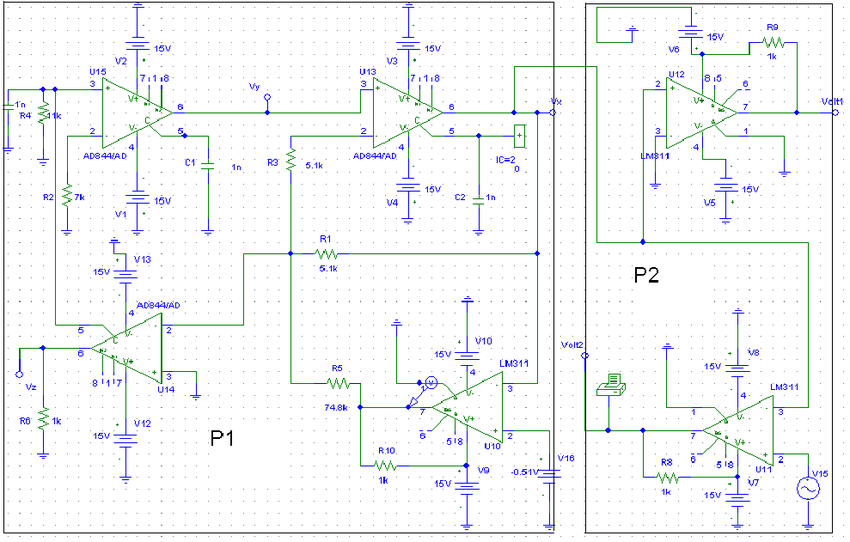 V6 15V R9 1k
15V V2 15V V3
U15 7 1 8 U13 7 1 8 U12 8 5 6
3 V+ 6 Vy 3 V+ 6 Vx 2 V+ 7 Volt1
1n R4 11k
2 V- C 5 2 V- C 5 3 V- 1
AD844/AD 4 AD844/AD 4 LM311 4
C1 1n R3 5.1k IC=2 0
R2 7k 15V V1 15V V4 C2 1n V5 15V
P2
V13 15V R1 5.1k
AD844/AD 4
5 C V- 2
Vz 6 V+ 3
8 1 7 U14
R6 1k 15V V12
P1
V10 15V LM311
R5 74.8k 1 4 V- 3
7 V+ 2
6 5 8 U10
R10 1k V9 15V
-0.51V V16
Volt2 V8 15V LM311
1 4 V- 3
7 V+ 2
6 5 8 U11
R8 1k V7 15V V15